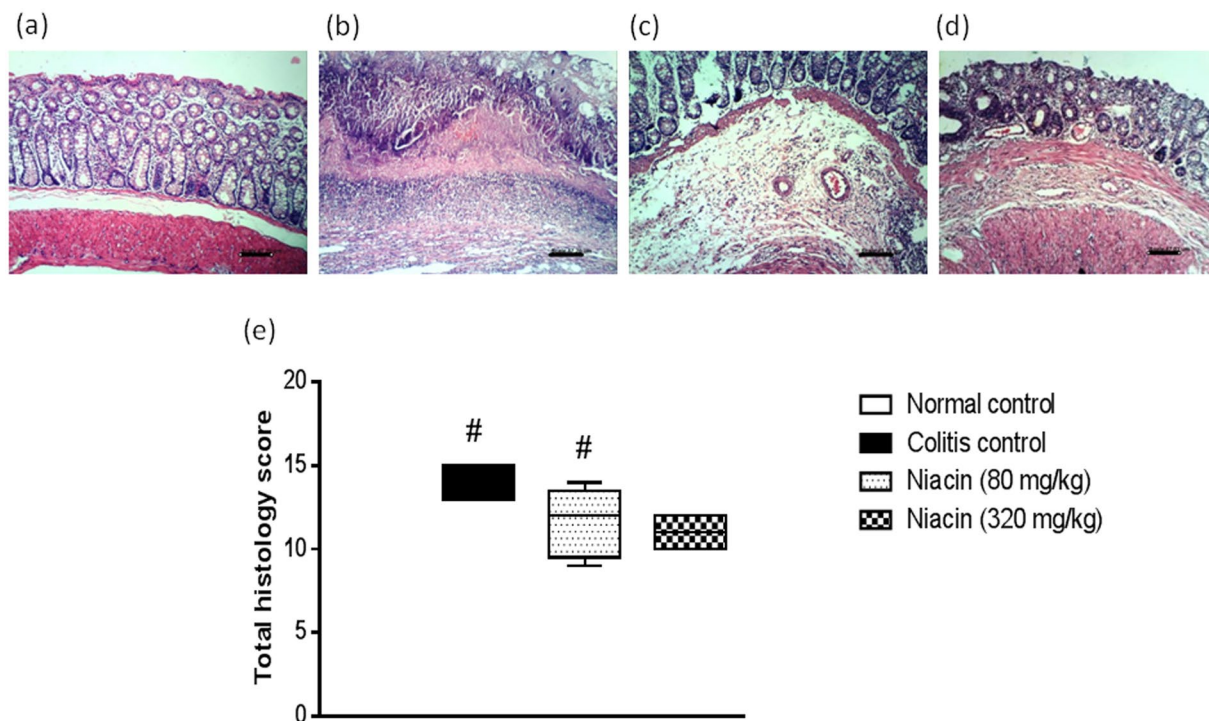 (a) (b) (c) (d)
(e)
20
15
10
5
0
Total histology score
# #
Normal control
Colitis control
Niacin (80 mg/kg)
Niacin (320 mg/kg)